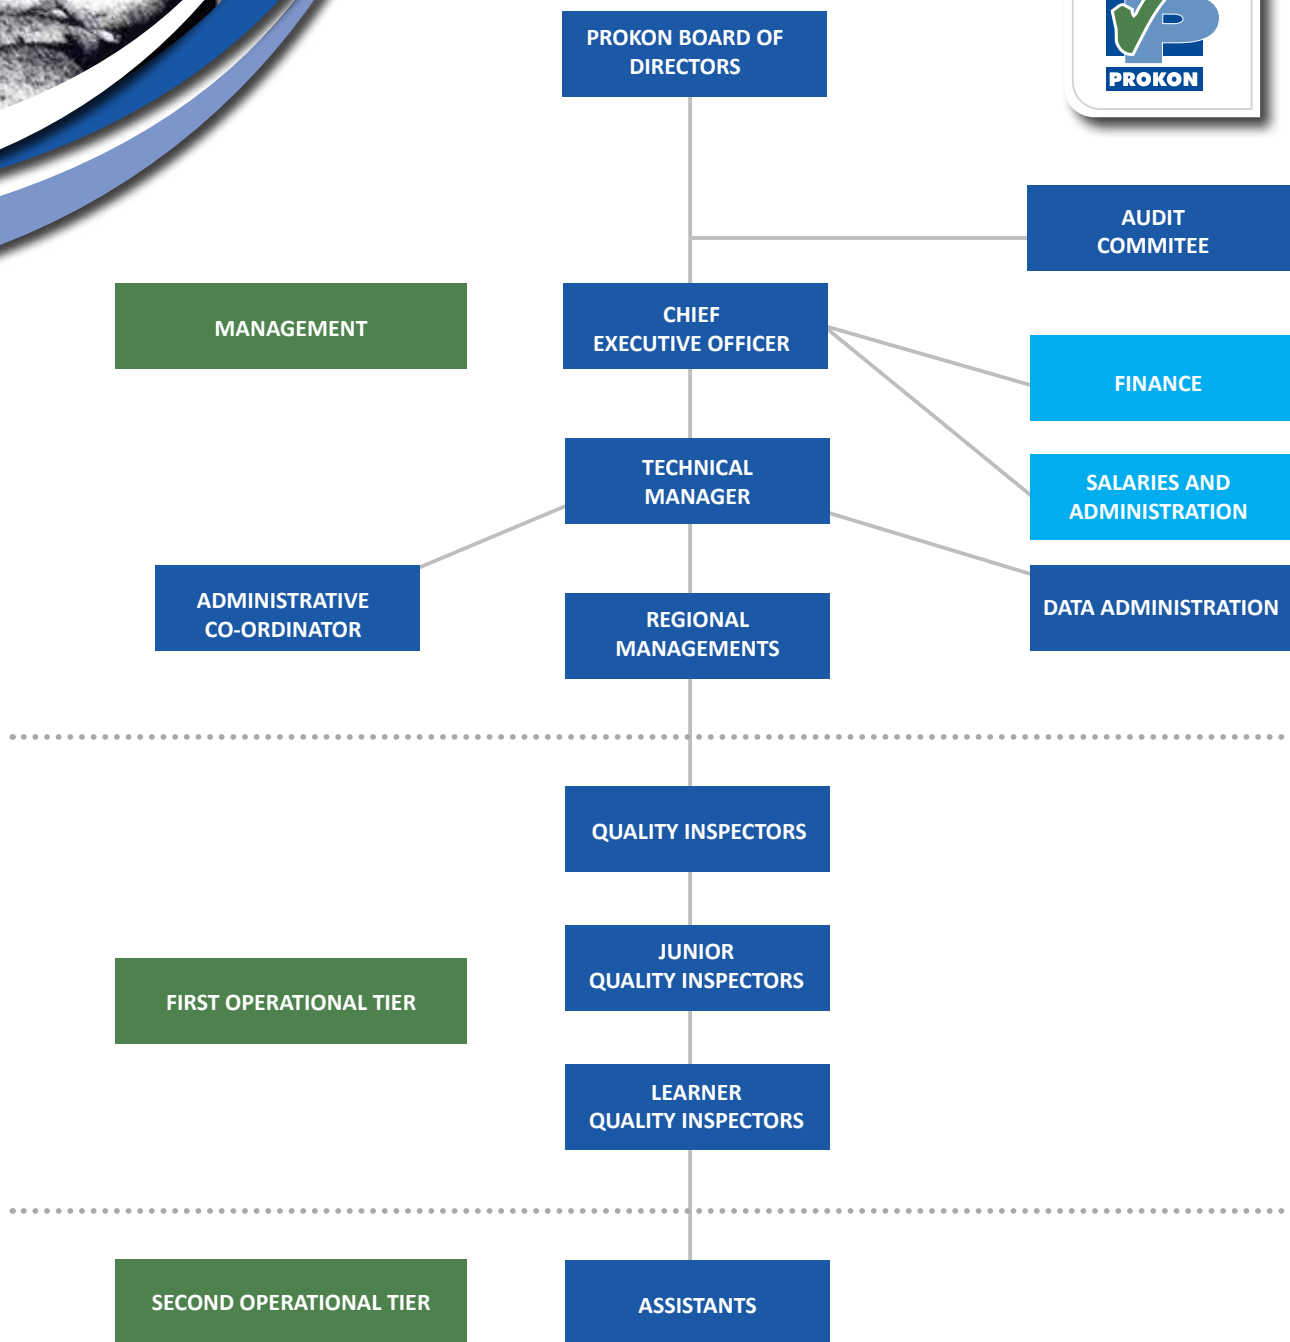 PROKON BOARD OF
DIRECTORS
PROKON
AUDIT
COMMITEE
MANAGEMENT
CHIEF
EXECUTIVE OFFICER
FINANCE
TECHNICAL
MANAGER
SALARIES AND
ADMINISTRATION
ADMINISTRATIVE
CO-ORDINATOR
REGIONAL
MANAGEMENTS
DATA ADMINISTRATION
QUALITY INSPECTORS
JUNIOR
QUALITY INSPECTORS
FIRST OPERATIONAL TIER
LEARNER
QUALITY INSPECTORS
SECOND OPERATIONAL TIER
ASSISTANTS